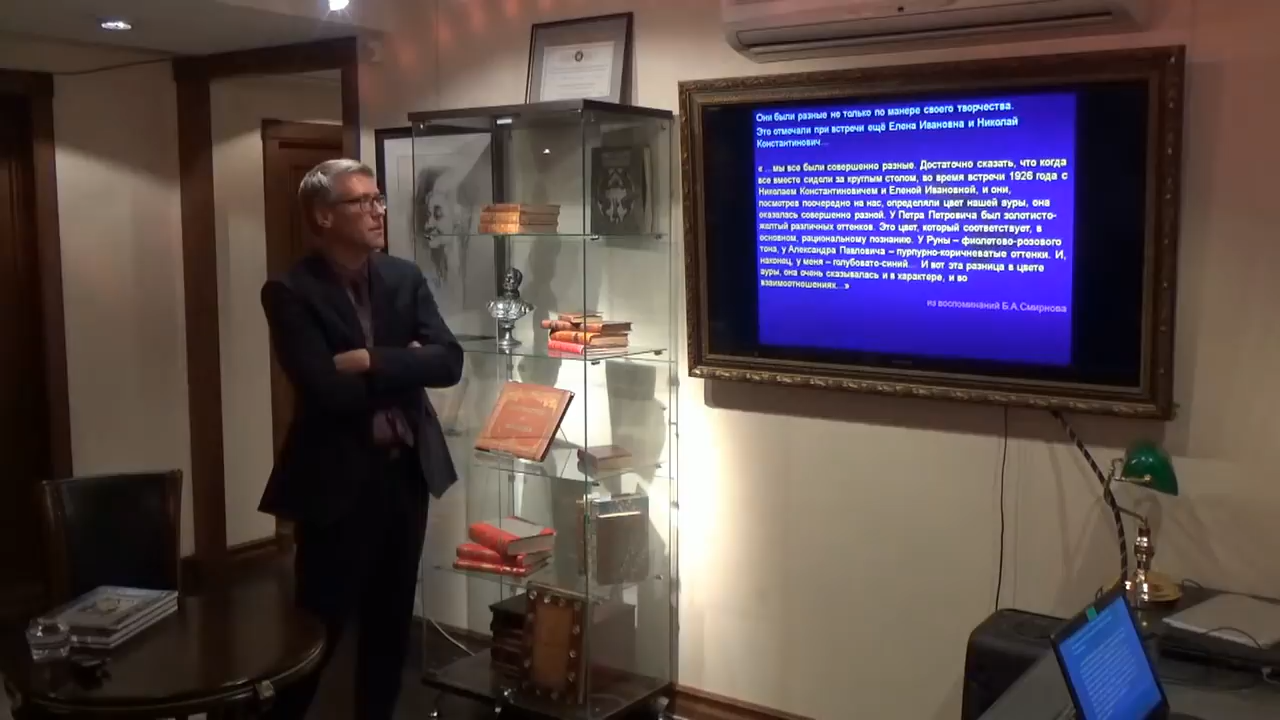 Они были разные не только по манере своего творчества.
Это отмечали при встречи ещё Елена Ивановна и Николай
Константинович...
«...мы все были совершенно разные. Достаточно сказать, что когда
все вместе сидели за круглым столом, во время встречи 1926 года с
Николаем Константиновичем и Еленой Ивановной, и они,
посмотрев поочередно на нас, определяли цвет нашей ауры, она
оказалась совершенно разной. У Петра Петровича был золотисто-
желтый различных оттенков. Это цвет, который соответствует, в
основном, рациональному познанию. У Руны – фиолетово-розового
тона, у Александра Павловича – пурпурно-коричневатые оттенки. И,
наконец, у меня – голубовато-синий... И вот эта разница в цвете
ауры, она очень сказывалась и в характере, и во
взаимоотношениях...»
из воспоминаний Б.А.Смирнова